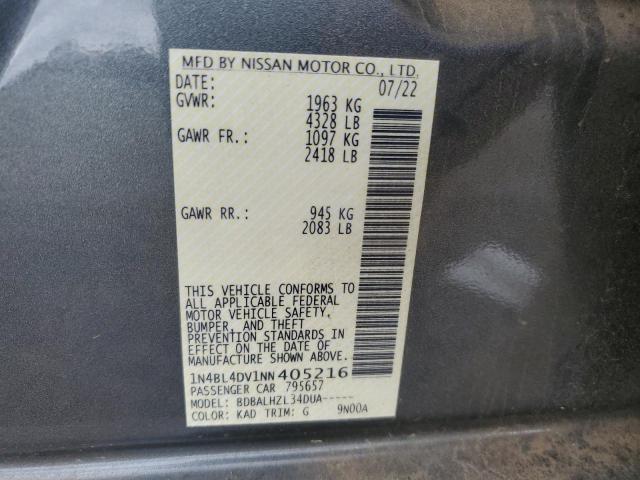 MFD BY NISSAN MOTOR CO., LTD.
DATE: 07/22
GVWR: 1963 KG
4328 LB
GAWR FR.: 1097 KG
2418 LB
GAWR RR.: 945 KG
2083 LB
THIS VEHICLE CONFORMS TO
ALL APPLICABLE FEDERAL
MOTOR VEHICLE SAFETY,
BUMPER, AND THEFT
PREVENTION STANDARDS IN
EFFECT ON THE DATE OF
MANUFACTURE SHOWN ABOVE.
1N4BL4DV1NN405216
PASSENGER CAR 795657
MODEL: BDBALHZL34DUA-----
COLOR: KAD TRIM: G 9N00A